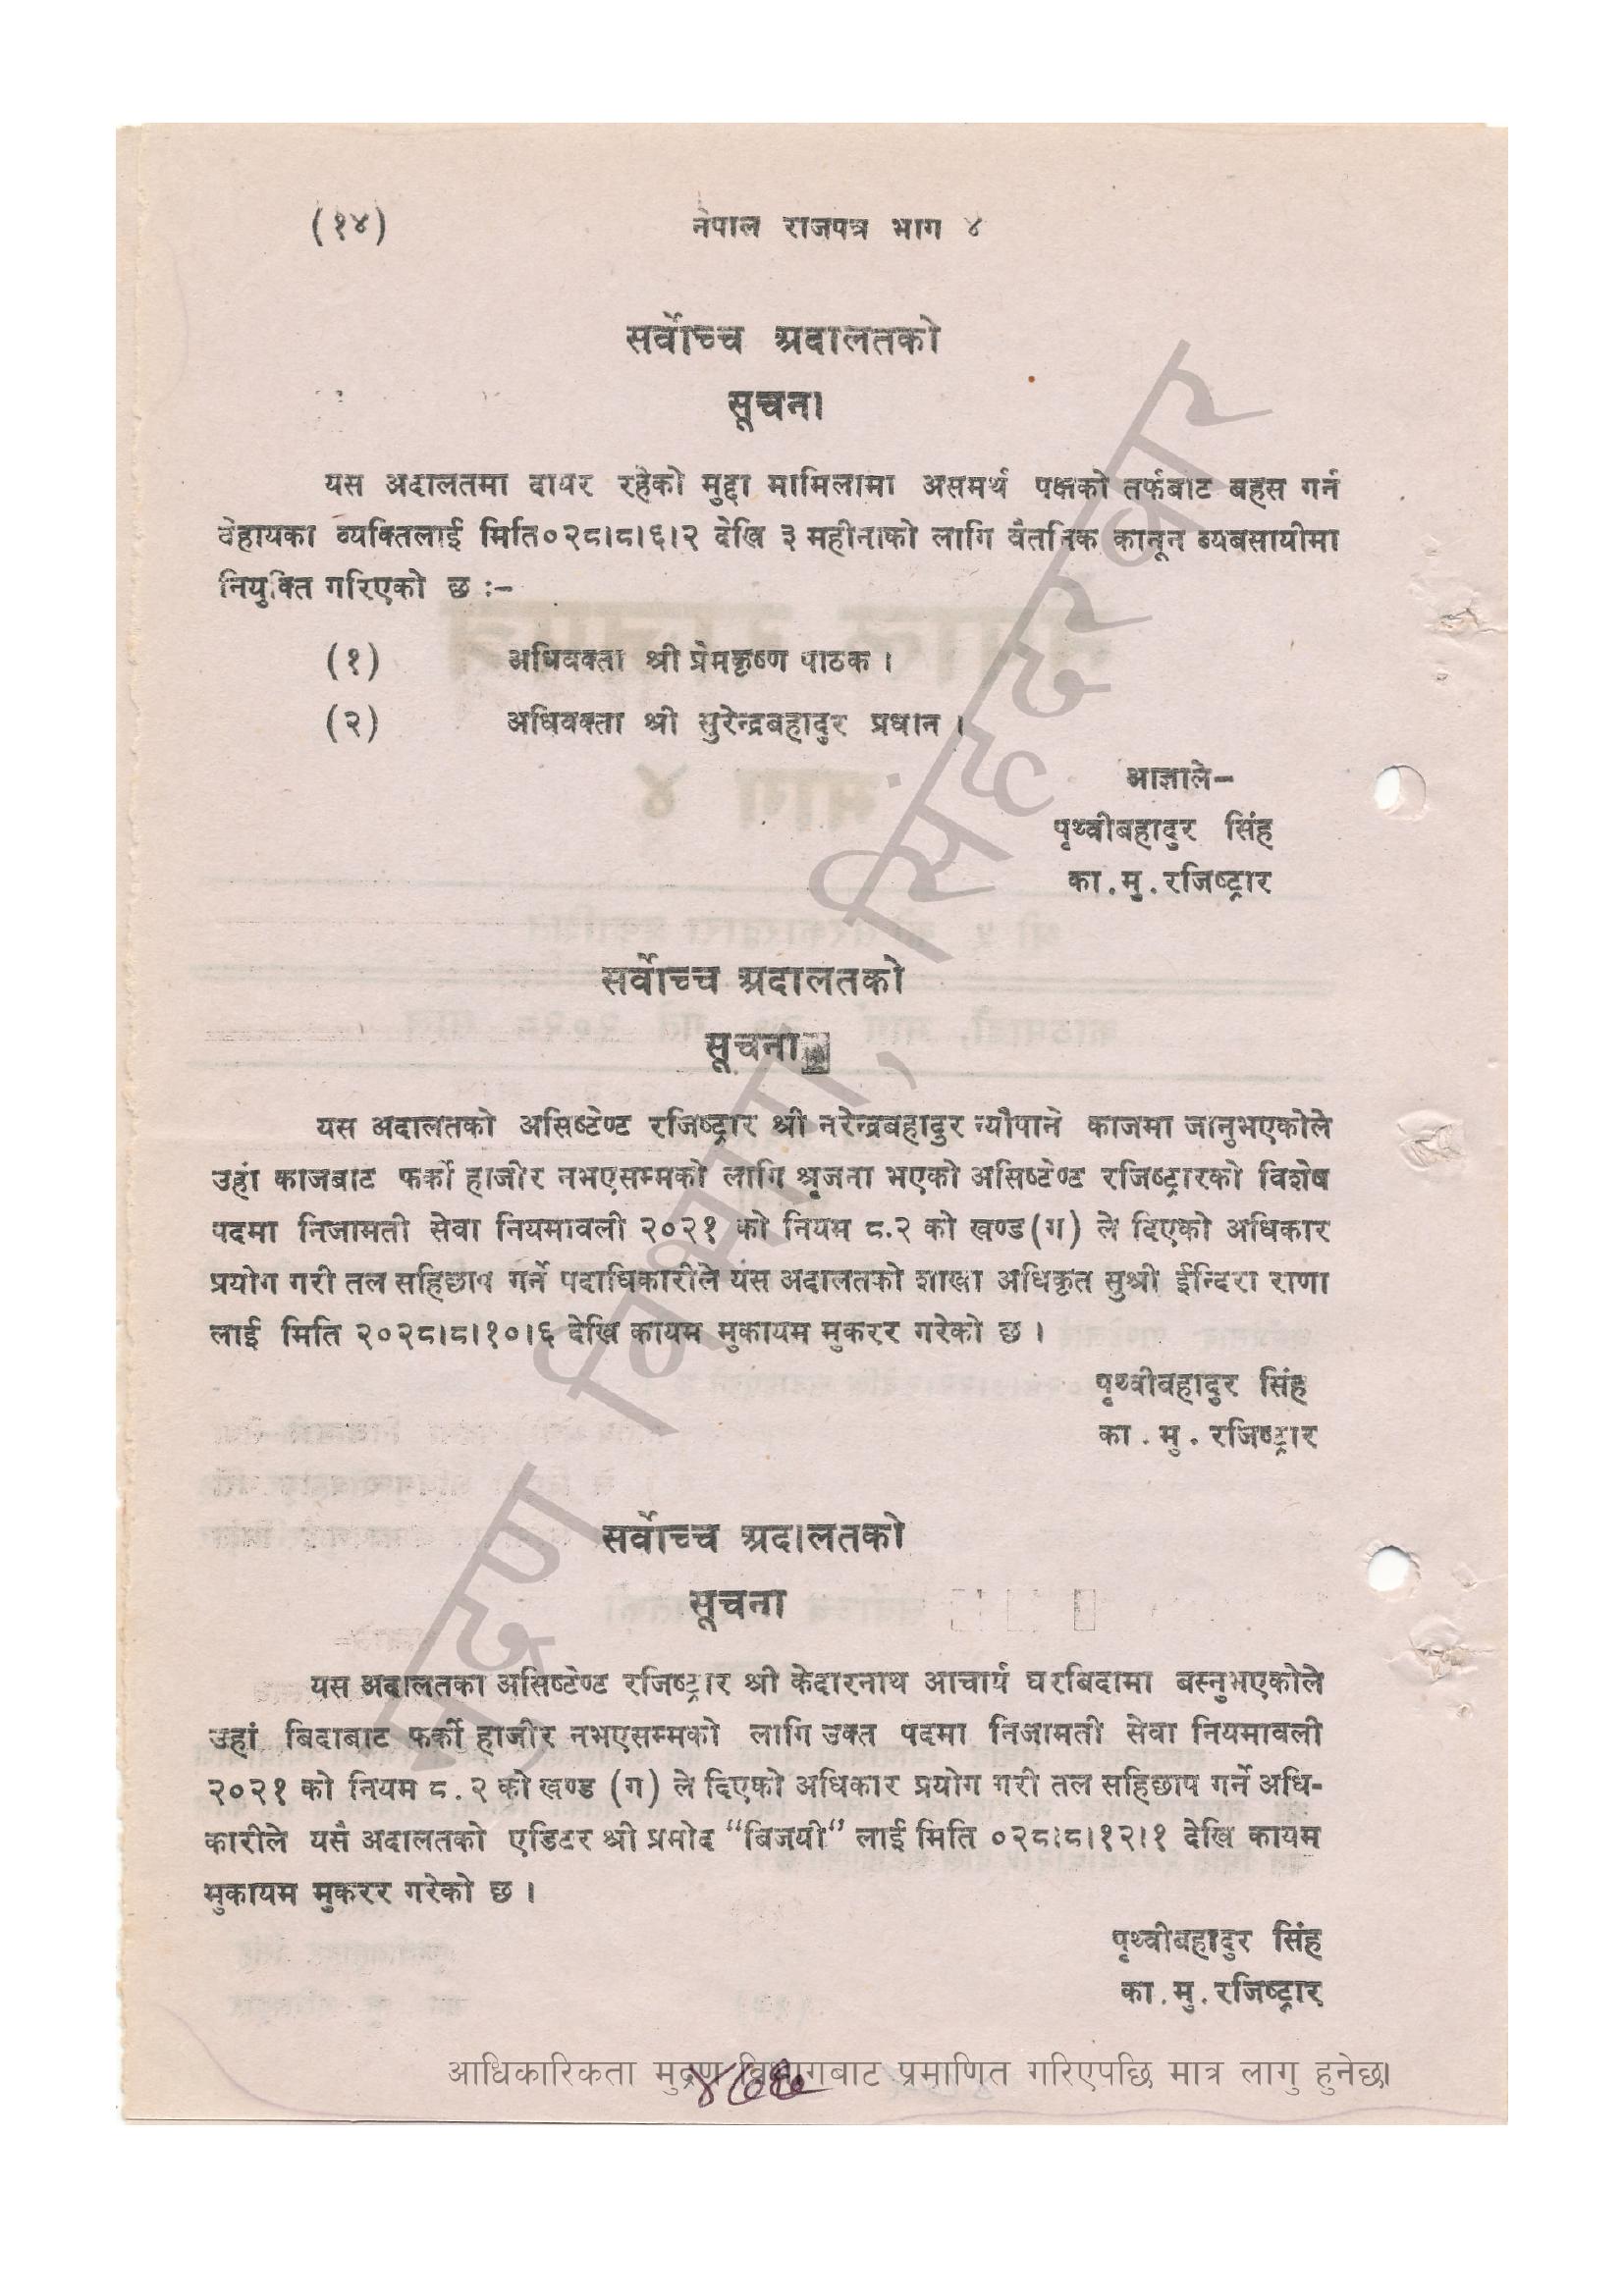 (१४) नेपाल राजपत्र भाग ४
सर्वोच्च अदालतको
सूचना
यस अदालतमा दायर रहेको मुद्दा मामिलामा असमर्थ पक्षको तर्फबाट बहस गर्न
देहायका व्यक्तिलाई मिति०२८।८।६।२ देखि ३ महीनाको लागि वैतनिक कानून व्यबसायीमा
नियुक्ति गरिएको छ :-
(१) अधिवक्ता श्री प्रेमकृष्ण पाठक ।
(२) अधिवक्ता श्री सुरेन्द्रबहादुर प्रधान ।
आज्ञाले-
पृथ्वीबहादुर सिंह
का . मु . रजिष्ट्रार
सर्वोच्च अदालतको
सूचना
यस अदालतको असिष्टेण्ट रजिष्ट्रार श्री नरेन्द्रबहादुर न्यौपाने काजमा जानुभएकोले
उहां काजबाट फर्की हाजीर नभएसम्मको लागि श्रृजना भएको असिष्टेण्ट रजिष्ट्रारको विशेष
पदमा निजामती सेवा नियमावली २०२१ को नियम ८.२ को खण्ड (ग) ले दिएको अधिकार
प्रयोग गरी तल सहिछाप गर्ने पदाधिकारीले यस अदालतको शाखा अधिकृत सुश्री ईन्दिरा राणा
लाई मिति २०२८।८।१०।६ देखि कायम मुकायम मुकरर गरेको छ ।
पृथ्वीवहादुर सिंह
का . मु . रजिष्ट्रार
सर्वोच्च अदालतको
सूचना
यस अदालतका असिष्टेण्ट रजिष्ट्रार श्री केदारनाथ आचार्य घरबिदामा बस्नुभएकोले
उहां बिदाबाट फर्की हाजीर नभएसम्मको लागि उक्त पदमा निजामती सेवा नियमावली
२०२१ को नियम ८.२ को खण्ड (ग) ले दिएको अधिकार प्रयोग गरी तल सहिछाप गर्ने अधि-
कारीले यसै अदालतको एडिटर श्री प्रमोद "बिजयी" लाई मिति ०२८।८।१२।१ देखि कायम
मुकायम मुकरर गरेको छ ।
पृथ्वीबहादुर सिंह
का . मु . रजिष्ट्रार
मुद्रण विभाग, सिंहदरवार
आधिकारिकता मुद्रण विभागबाट प्रमाणित गरिएपछि मात्र लागु हुनेछ।